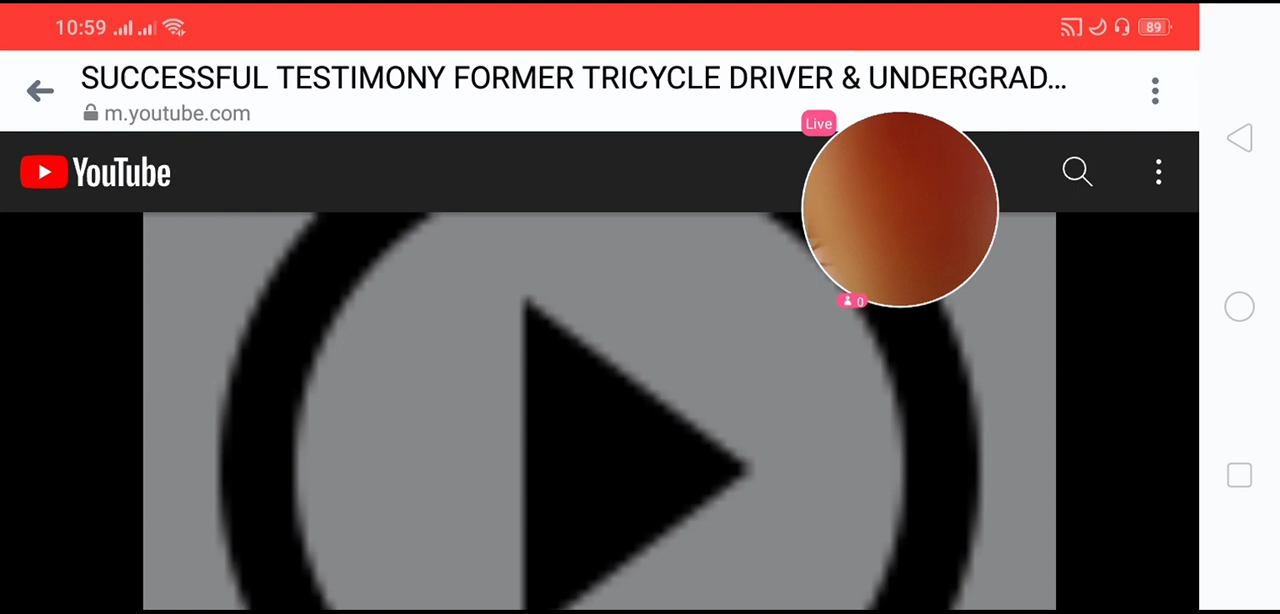 10:59
89
SUCCESSFUL TESTIMONY FORMER TRICYCLE DRIVER & UNDERGRAD...
m.youtube.com
Live
YouTube
0